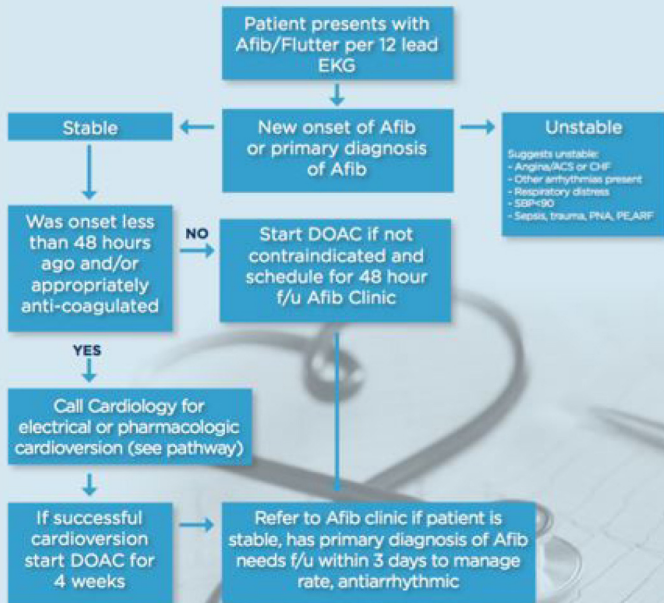 Patient presents with
Afib/Flutter per 12 lead
EKG
Stable
New onset of Afib
or primary diagnosis
of Afib
Unstable
Suggests unstable:
- Angina/ACS or CHF
- Other arrhythmias present
- Respiratory distress
- SBP<90
- Sepsis, trauma, PNA, PE,ARF
Was onset less
than 48 hours
ago and/or
appropriately
anti-coagulated
NO
Start DOAC if not
contraindicated and
schedule for 48 hour
f/u Afib Clinic
YES
Call Cardiology for
electrical or pharmacologic
cardioversion (see pathway)
If successful
cardioversion
start DOAC for
4 weeks
Refer to Afib clinic if patient is
stable, has primary diagnosis of Afib
needs f/u within 3 days to manage
rate, antiarrhythmic